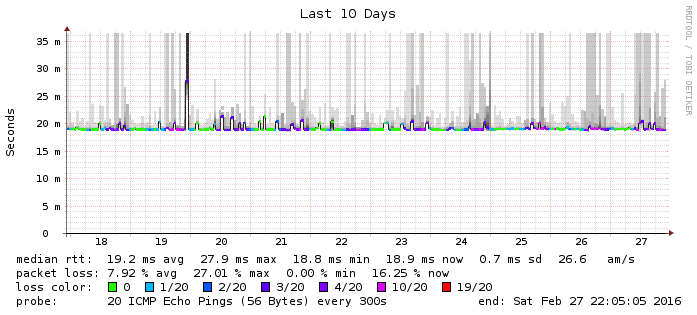 Last 10 Days
RRDTOOL / TOBI OETIKER
Seconds
35 m
30 m
25 m
20 m
15 m
10 m
5 m
0
18 19 20 21 22 23 24 25 26 27
median rtt: 19.2 ms avg 27.9 ms max 18.8 ms min 18.9 ms now 0.7 ms sd 26.6 am/s
packet loss: 7.92 % avg 27.01 % max 0.00 % min 16.25 % now
loss color: 0 1/20 2/20 3/20 4/20 10/20 19/20
probe: 20 ICMP Echo Pings (56 Bytes) every 300s end: Sat Feb 27 22:05:05 2016